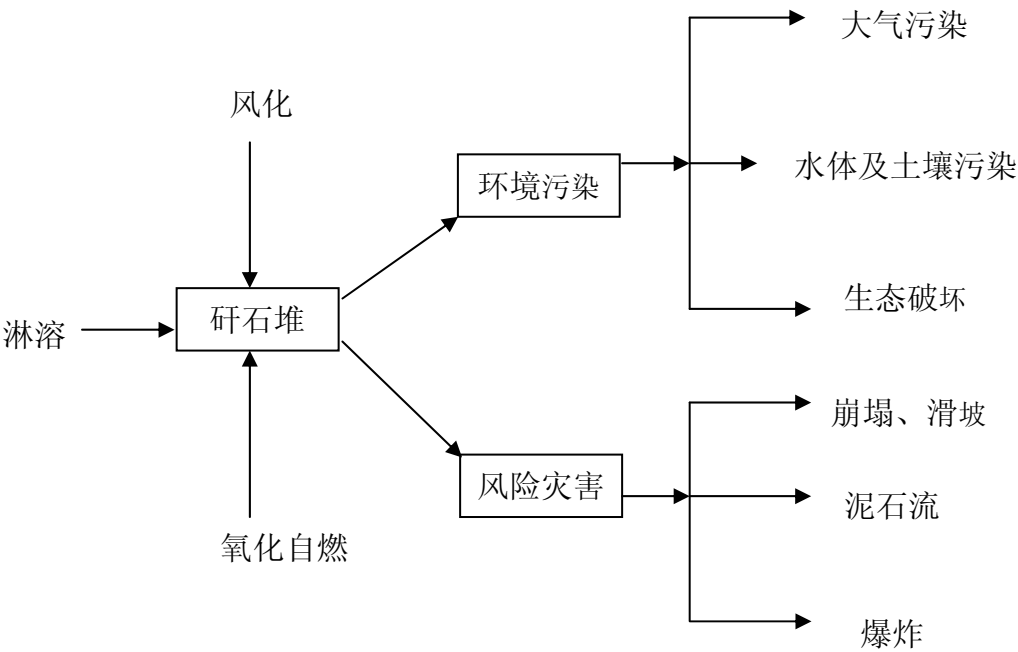 大气污染
风化
水体及土壤污染
环境污染
生态破坏
矸石堆
淋溶
崩塌、滑坡
风险灾害
泥石流
氧化自燃
爆炸